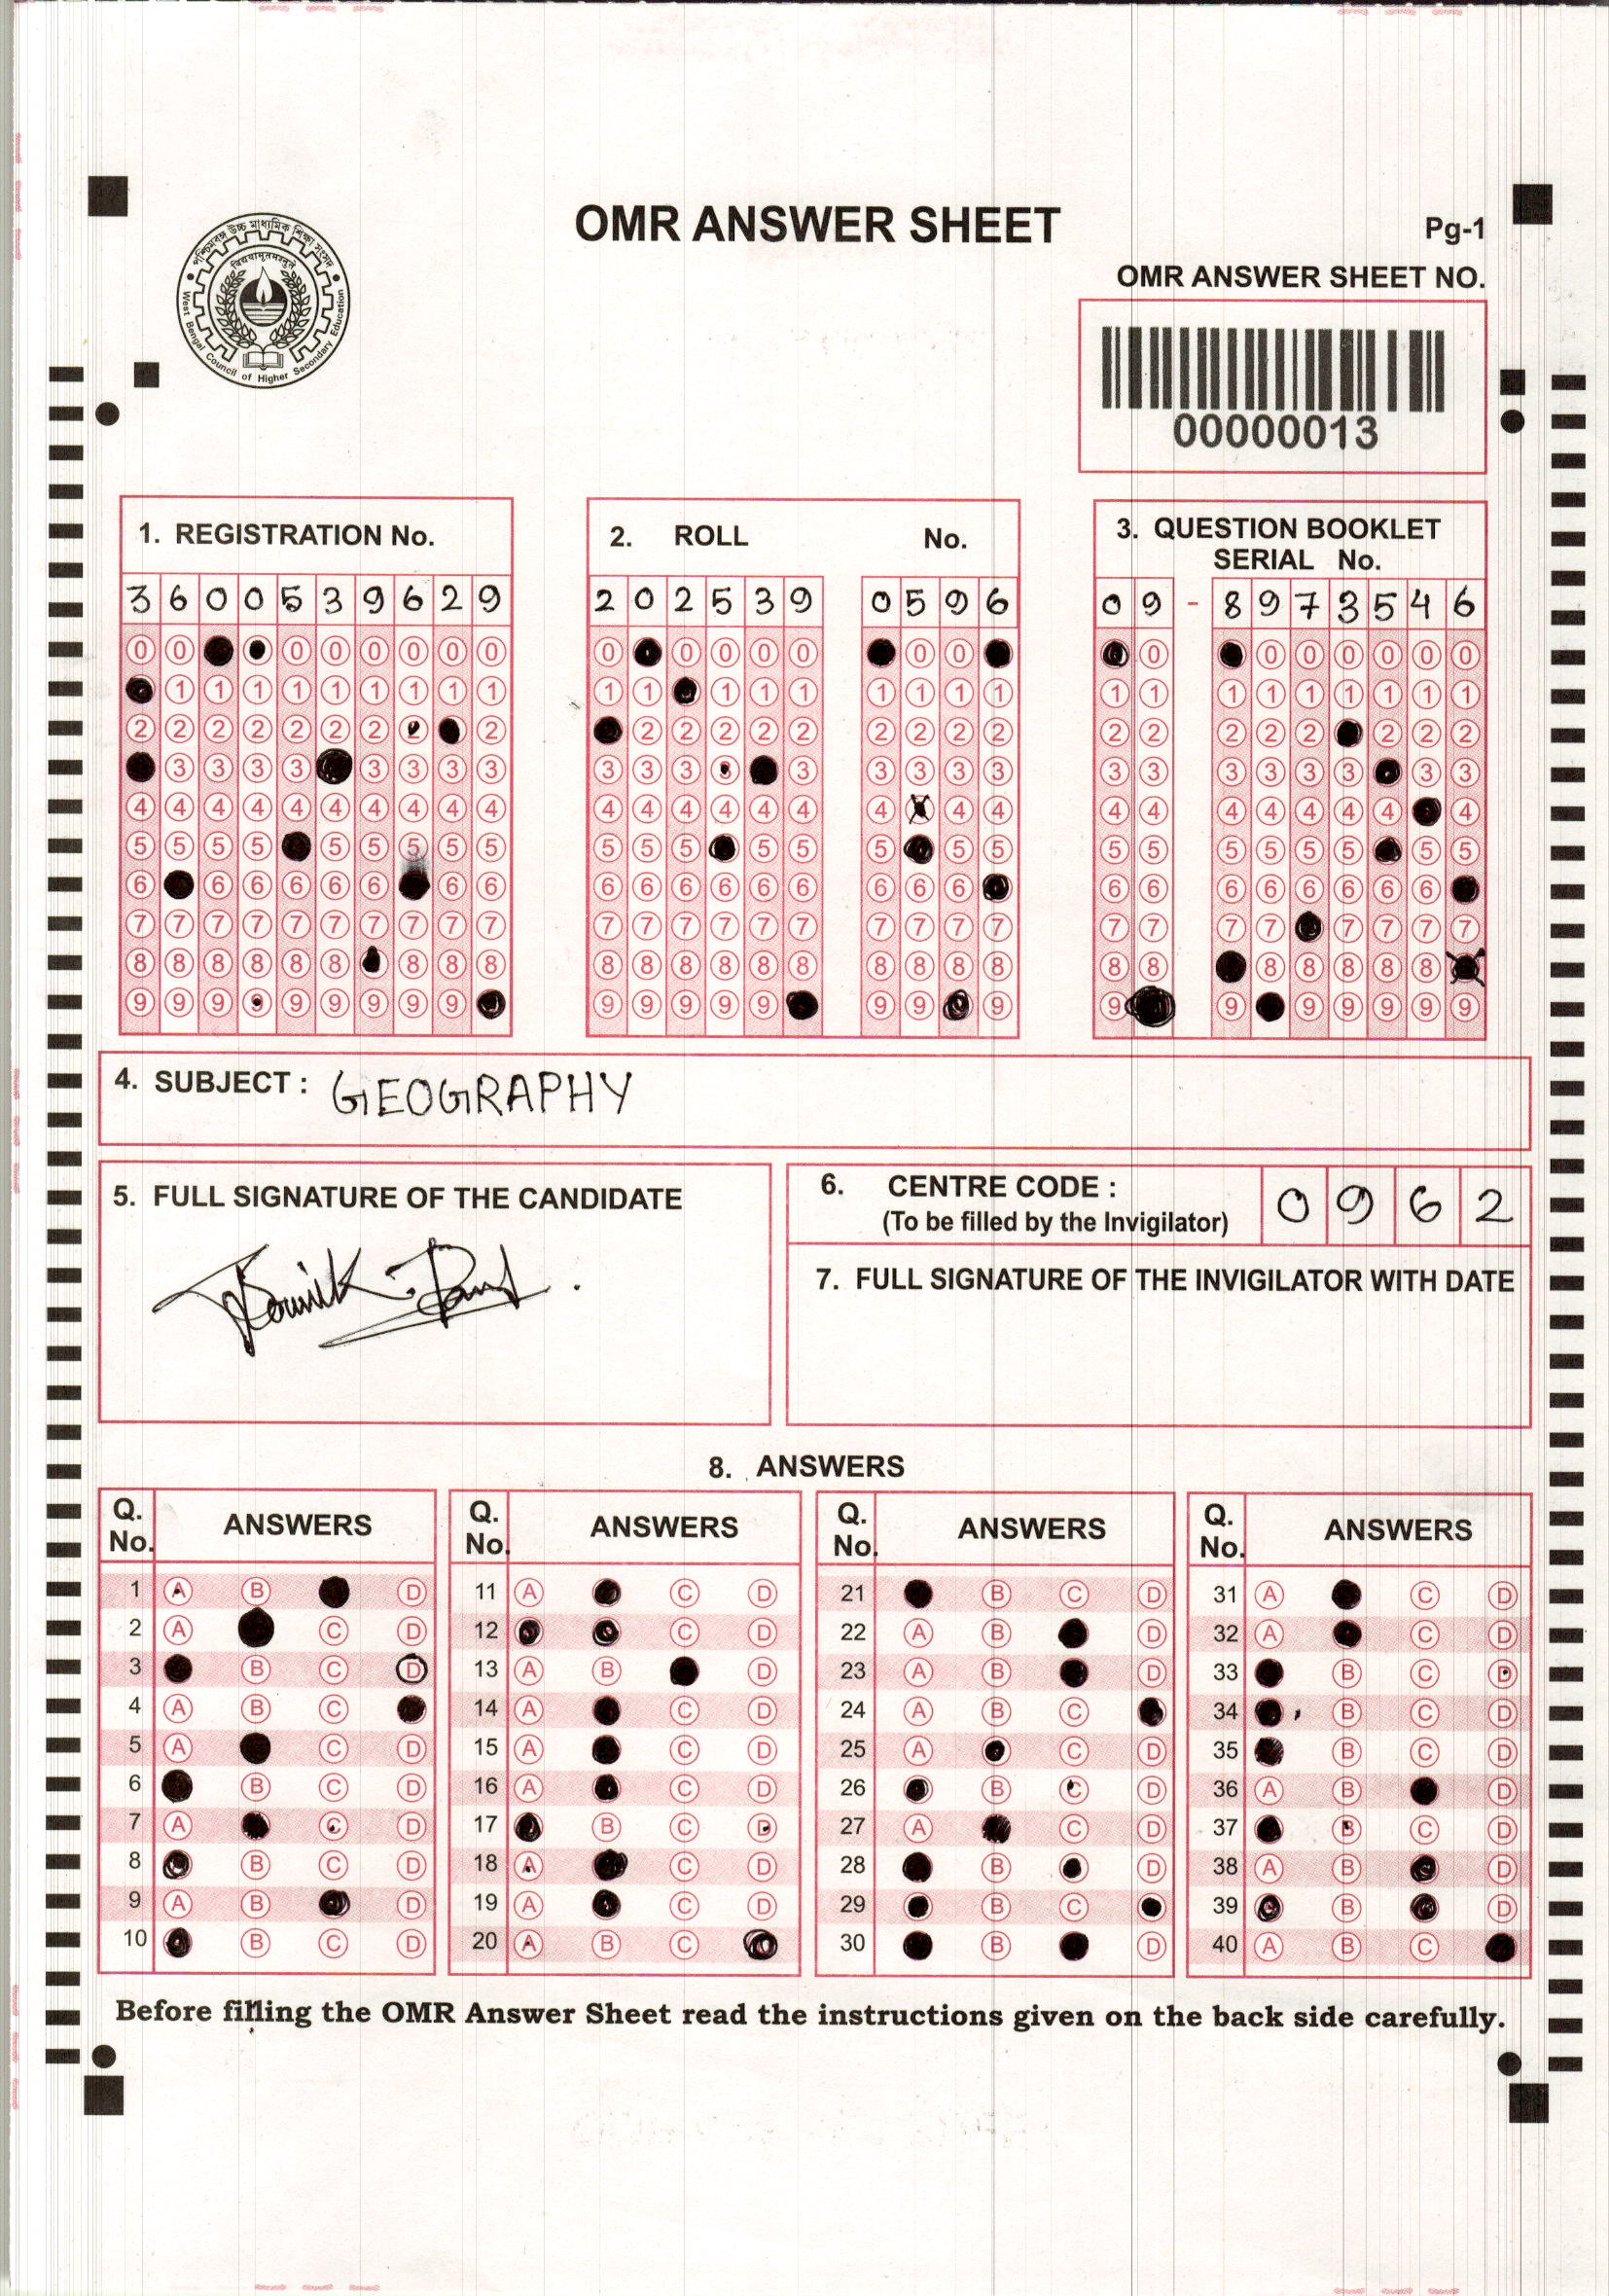 OMR ANSWER SHEET
Pg-1
পশ্চিমবঙ্গ উচ্চ মাধ্যমিক শিক্ষা সংসদ
विद्ययामृतमश्नुते
West Bengal Council of Higher Secondary Education
OMR ANSWER SHEET NO.
00000013
1. REGISTRATION No.
3 6 0 0 5 3 9 6 2 9
2. ROLL No.
2 0 2 5 3 9 0 5 9 6
3. QUESTION BOOKLET
SERIAL No.
0 9 - 8 9 7 3 5 4 6
4. SUBJECT : GEOGRAPHY
5. FULL SIGNATURE OF THE CANDIDATE
6. CENTRE CODE : 0 9 6 2
(To be filled by the Invigilator)
7. FULL SIGNATURE OF THE INVIGILATOR WITH DATE
8. ANSWERS
Q. No. ANSWERS Q. No. ANSWERS Q. No. ANSWERS Q. No. ANSWERS
1 A B D 11 A C D 21 B C D 31 A C D
2 A C D 12 C D 22 A B D 32 A C D
3 B C D 13 A B D 23 A B D 33 B C D
4 A B C 14 A C D 24 A B C 34 B C D
5 A C D 15 A C D 25 A C D 35 B C D
6 B C D 16 A C D 26 B C D 36 A B D
7 A C D 17 B C D 27 A C D 37 B C D
8 B C D 18 A C D 28 B D 38 A B D
9 A B D 19 A C D 29 B C 39 B D
10 B C D 20 A B C 30 B D 40 A B C
Before filling the OMR Answer Sheet read the instructions given on the back side carefully.